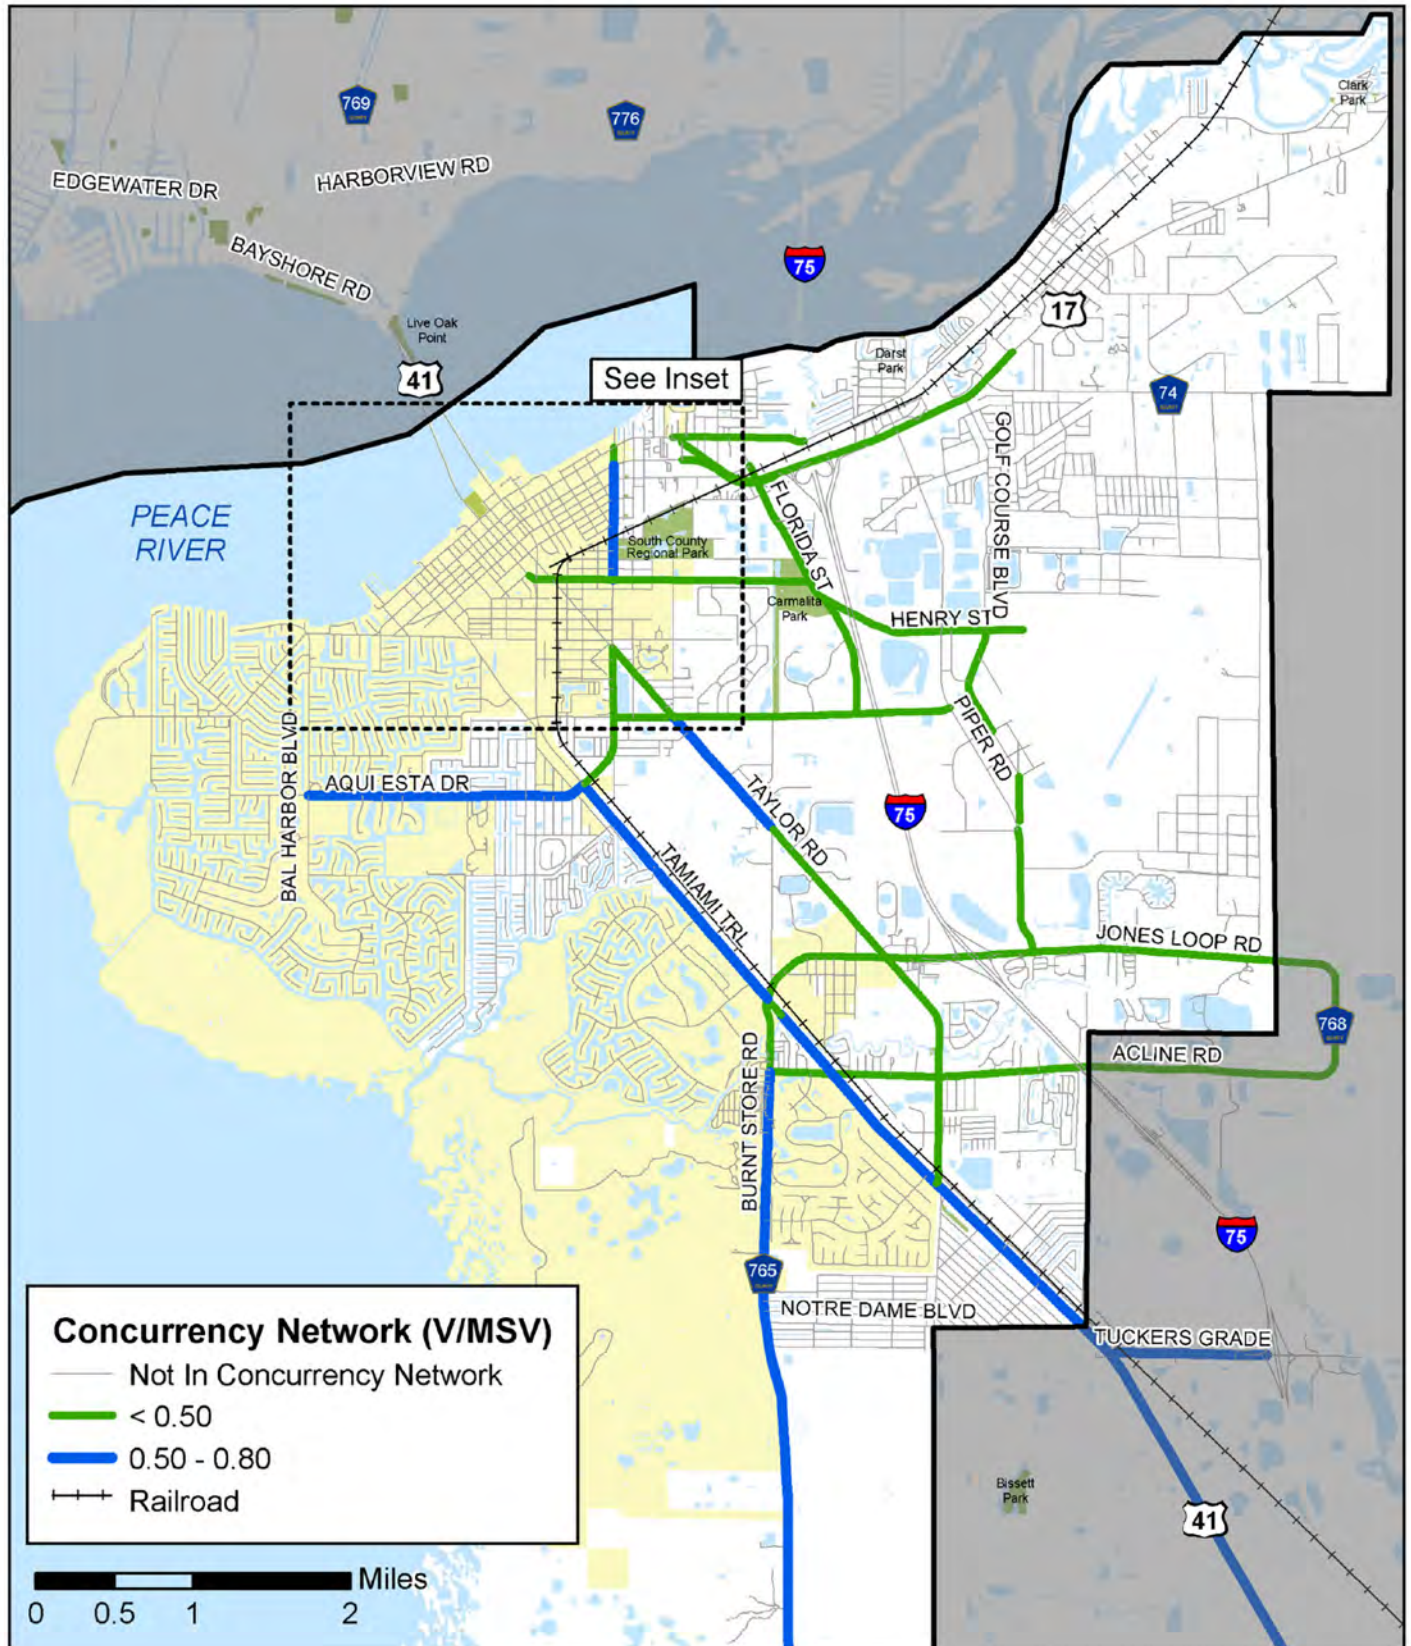 769
776
Clark
Park
EDGEWATER DR
HARBORVIEW RD
BAYSHORE RD
75
Live Oak
Point
17
41
Darst
Park
See Inset
74
GOLF COURSE BLVD
PEACE
RIVER
FLORIDA ST
South County
Regional Park
Carmalita
Park
HENRY ST
BAL HARBOR BLVD
PIPER RD
AQUI ESTA DR
TAYLOR RD
75
TAMIAMI TRL
JONES LOOP RD
768
ACLINE RD
BURNT STORE RD
75
765
NOTRE DAME BLVD
TUCKERS GRADE
Concurrency Network (V/MSV)
Not In Concurrency Network
< 0.50
0.50 - 0.80
Railroad
Bissett
Park
41
Miles
0 0.5 1 2